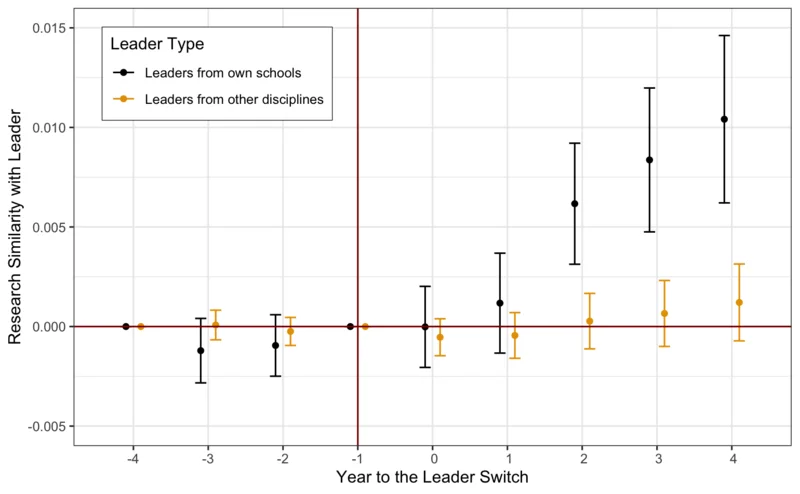 0.015
0.010
0.005
0.000
-0.005
Research Similarity with Leader
Leader Type
Leaders from own schools
Leaders from other disciplines
-4 -3 -2 -1 0 1 2 3 4
Year to the Leader Switch